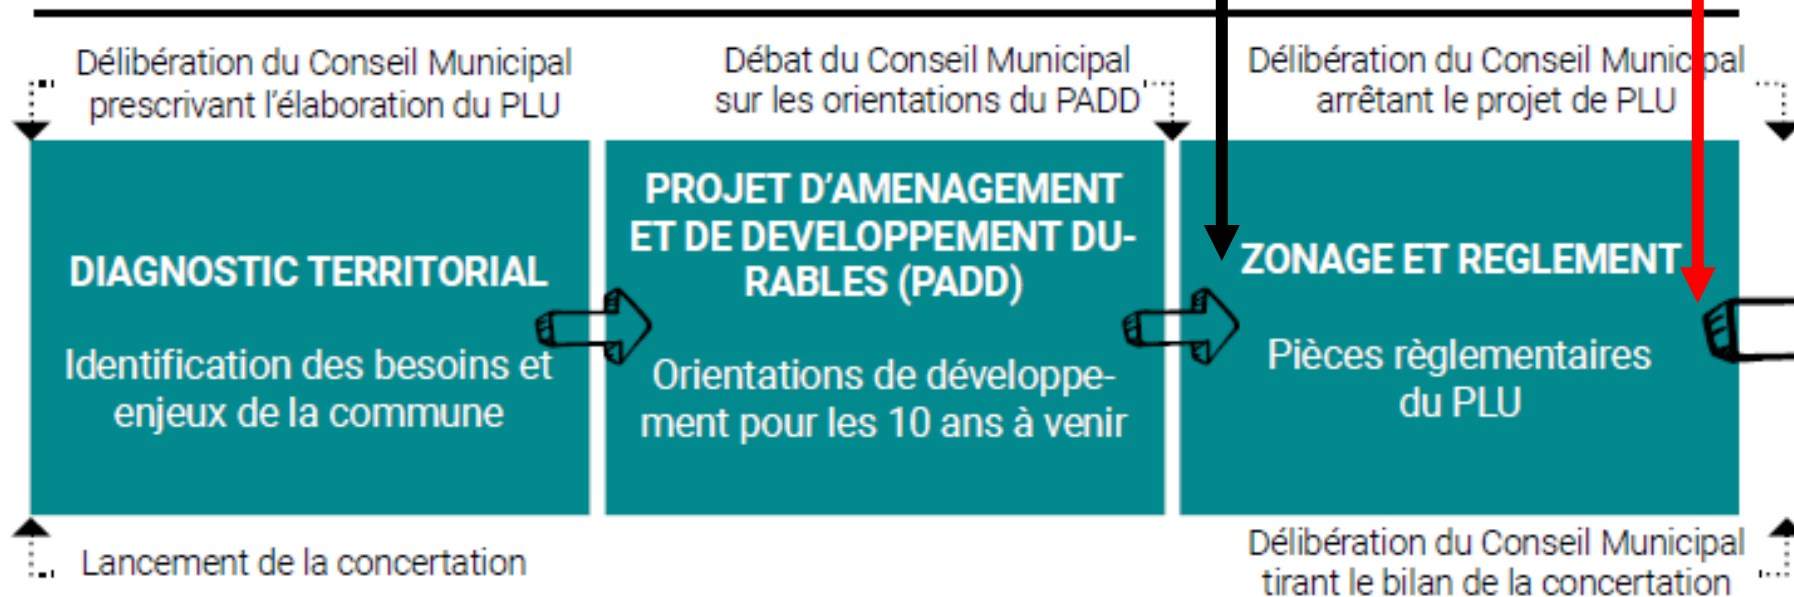 Délibération du Conseil Municipal
prescrivant l'élaboration du PLU
Débat du Conseil Municipal
sur les orientations du PADD
Délibération du Conseil Municipal
arrêtant le projet de PLU
DIAGNOSTIC TERRITORIAL
Identification des besoins et
enjeux de la commune
PROJET D'AMENAGEMENT
ET DE DEVELOPPEMENT DU-
RABLES (PADD)
Orientations de développe-
ment pour les 10 ans à venir
ZONAGE ET REGLEMENT
Pièces règlementaires
du PLU
Lancement de la concertation
Délibération du Conseil Municipal
tirant le bilan de la concertation